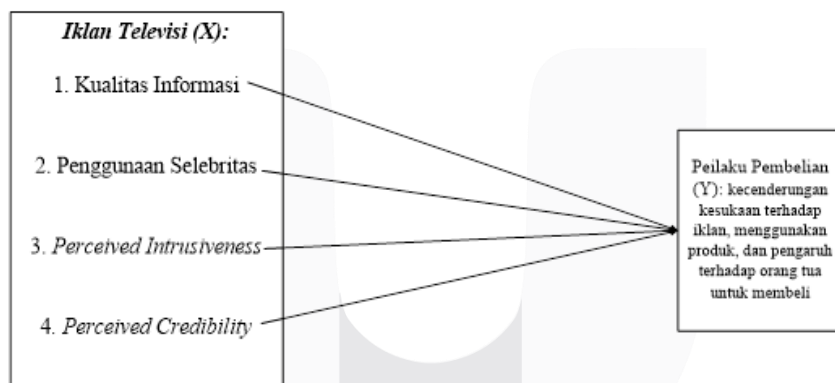 Iklan Televisi (X):
1. Kualitas Informasi
2. Penggunaan Selebritas
3. Perceived Intrusiveness
4. Perceived Credibility
Peilaku Pembelian
(Y): kecenderungan
kesukaan terhadap
iklan, menggunakan
produk, dan pengaruh
terhadap orang tua
untuk membeli